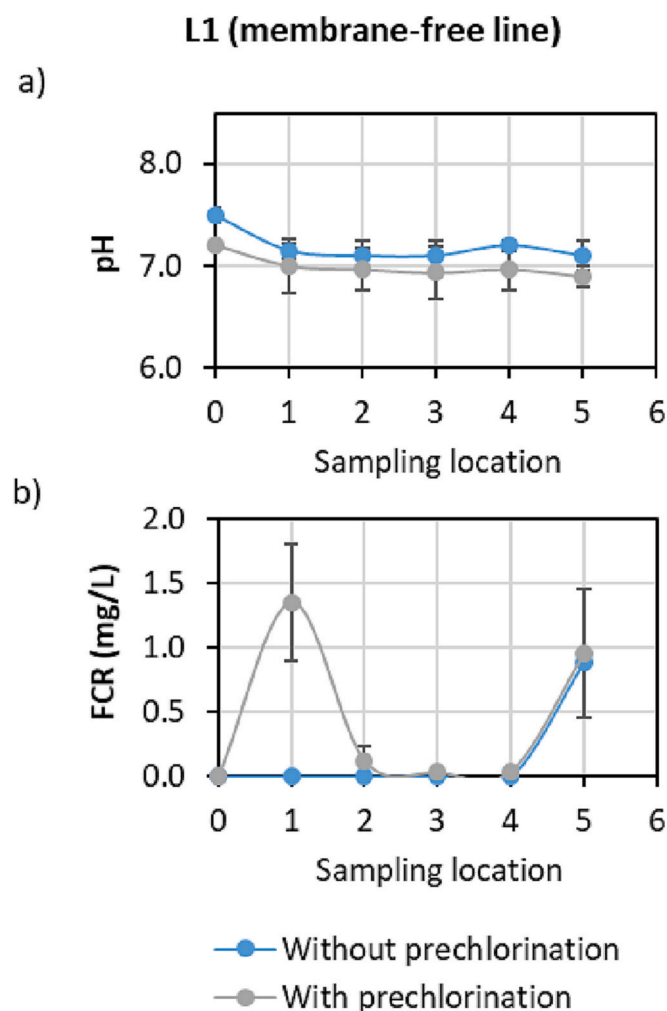 L1 (membrane-free line)
a)
8.0
7.0
6.0
pH
0 1 2 3 4 5 6
Sampling location
b)
2.0
1.5
1.0
0.5
0.0
FCR (mg/L)
0 1 2 3 4 5 6
Sampling location
Without prechlorination
With prechlorination